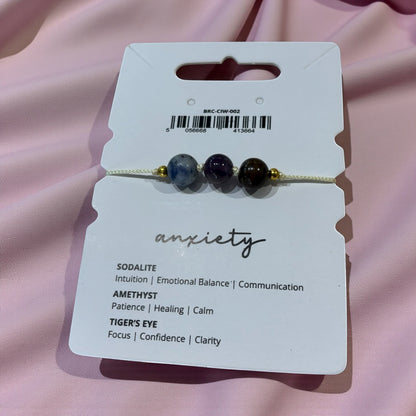 BRC-CIW-002
5 056668 413664
anxiety
SODALITE
Intuition | Emotional Balance | Communication
AMETHYST
Patience | Healing | Calm
TIGER'S EYE
Focus | Confidence | Clarity